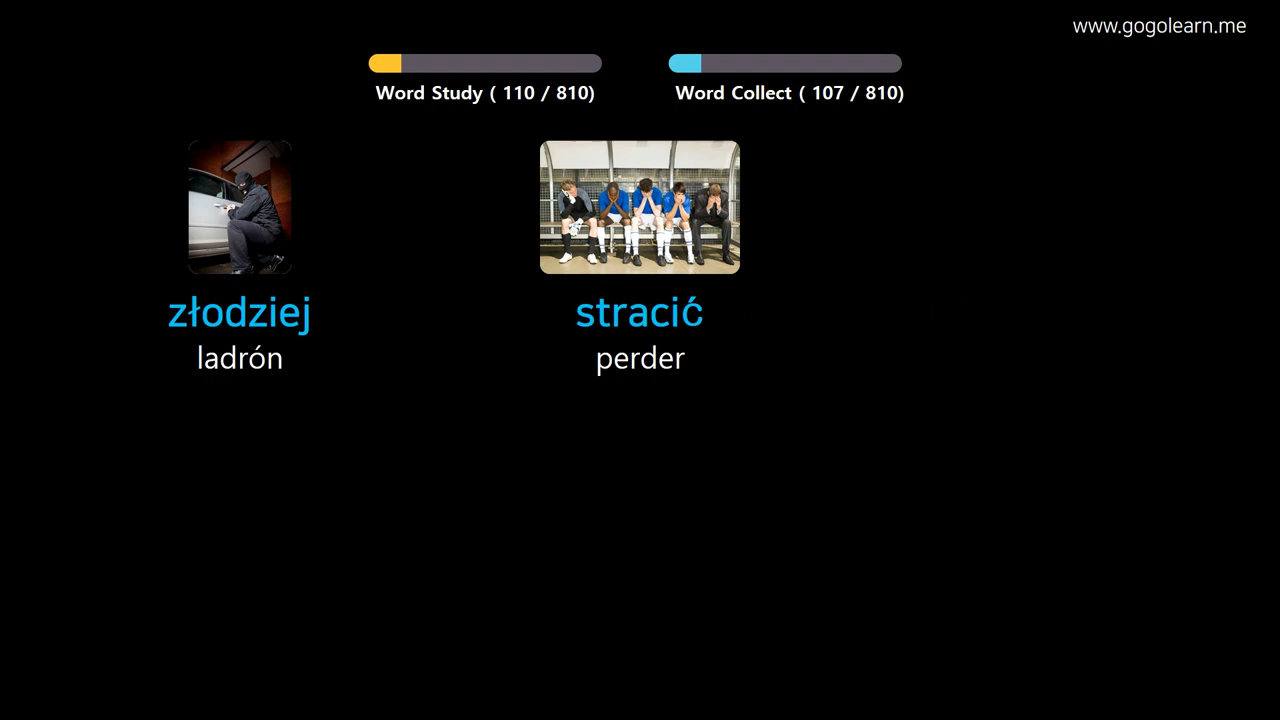 www.gogolearn.me
Word Study ( 110 / 810)
Word Collect ( 107 / 810)
złodziej
ladrón
stracić
perder